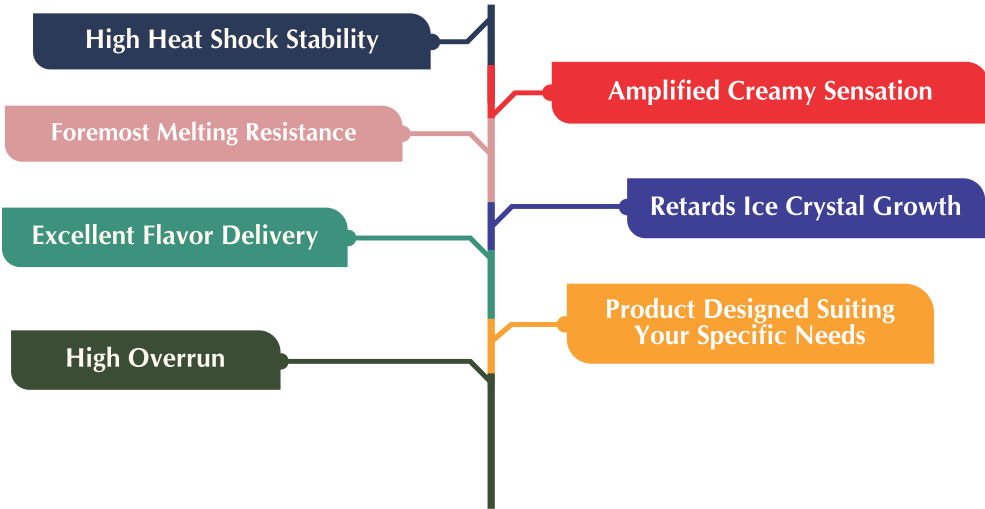 High Heat Shock Stability
Amplified Creamy Sensation
Foremost Melting Resistance
Retards Ice Crystal Growth
Excellent Flavor Delivery
Product Designed Suiting
Your Specific Needs
High Overrun